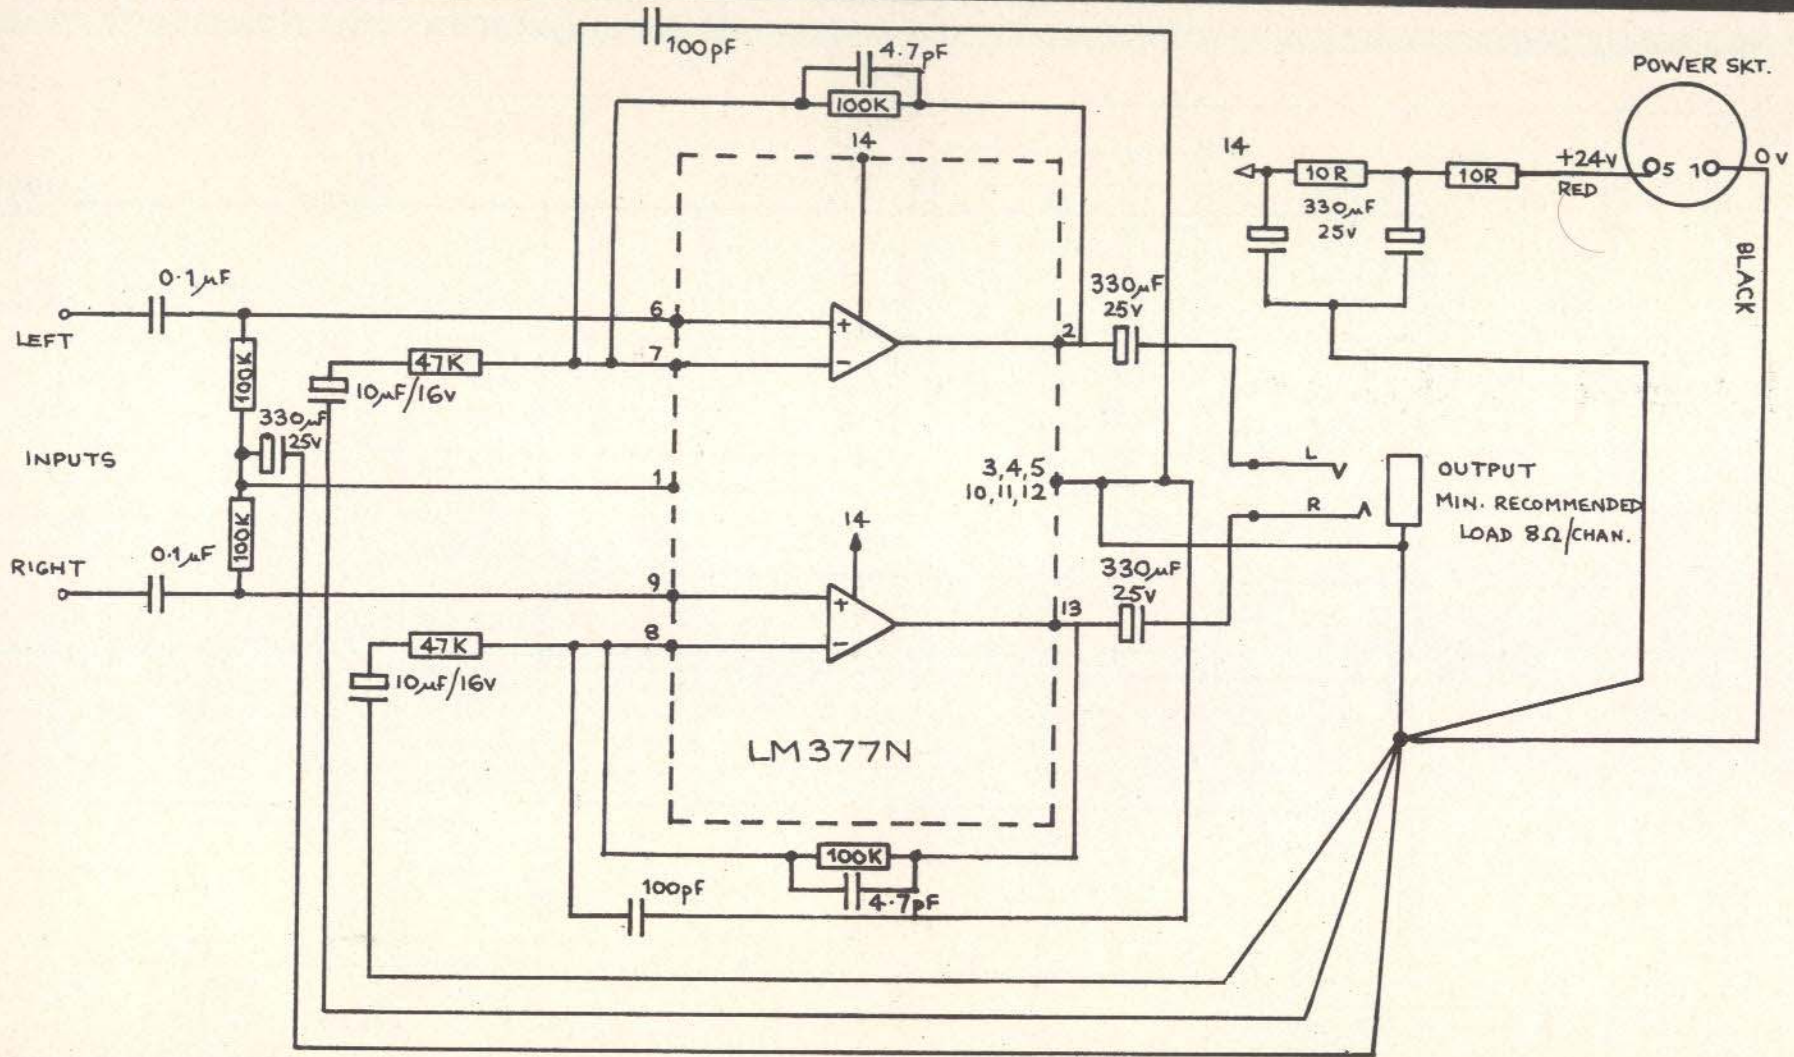 100pF
4.7pF
100K
POWER SKT.
14
14
10R
10R
+24V
RED
5
1
0V
330µF
25V
BLACK
0.1µF
LEFT
100K
47K
10µF/16V
6
7
+
-
2
330µF
25V
330µF
25V
INPUTS
1
3,4,5
10,11,12
L
R
OUTPUT
MIN. RECOMMENDED
LOAD 8Ω/CHAN.
100K
0.1µF
RIGHT
14
9
8
+
-
13
330µF
25V
47K
10µF/16V
LM377N
100K
4.7pF
100pF